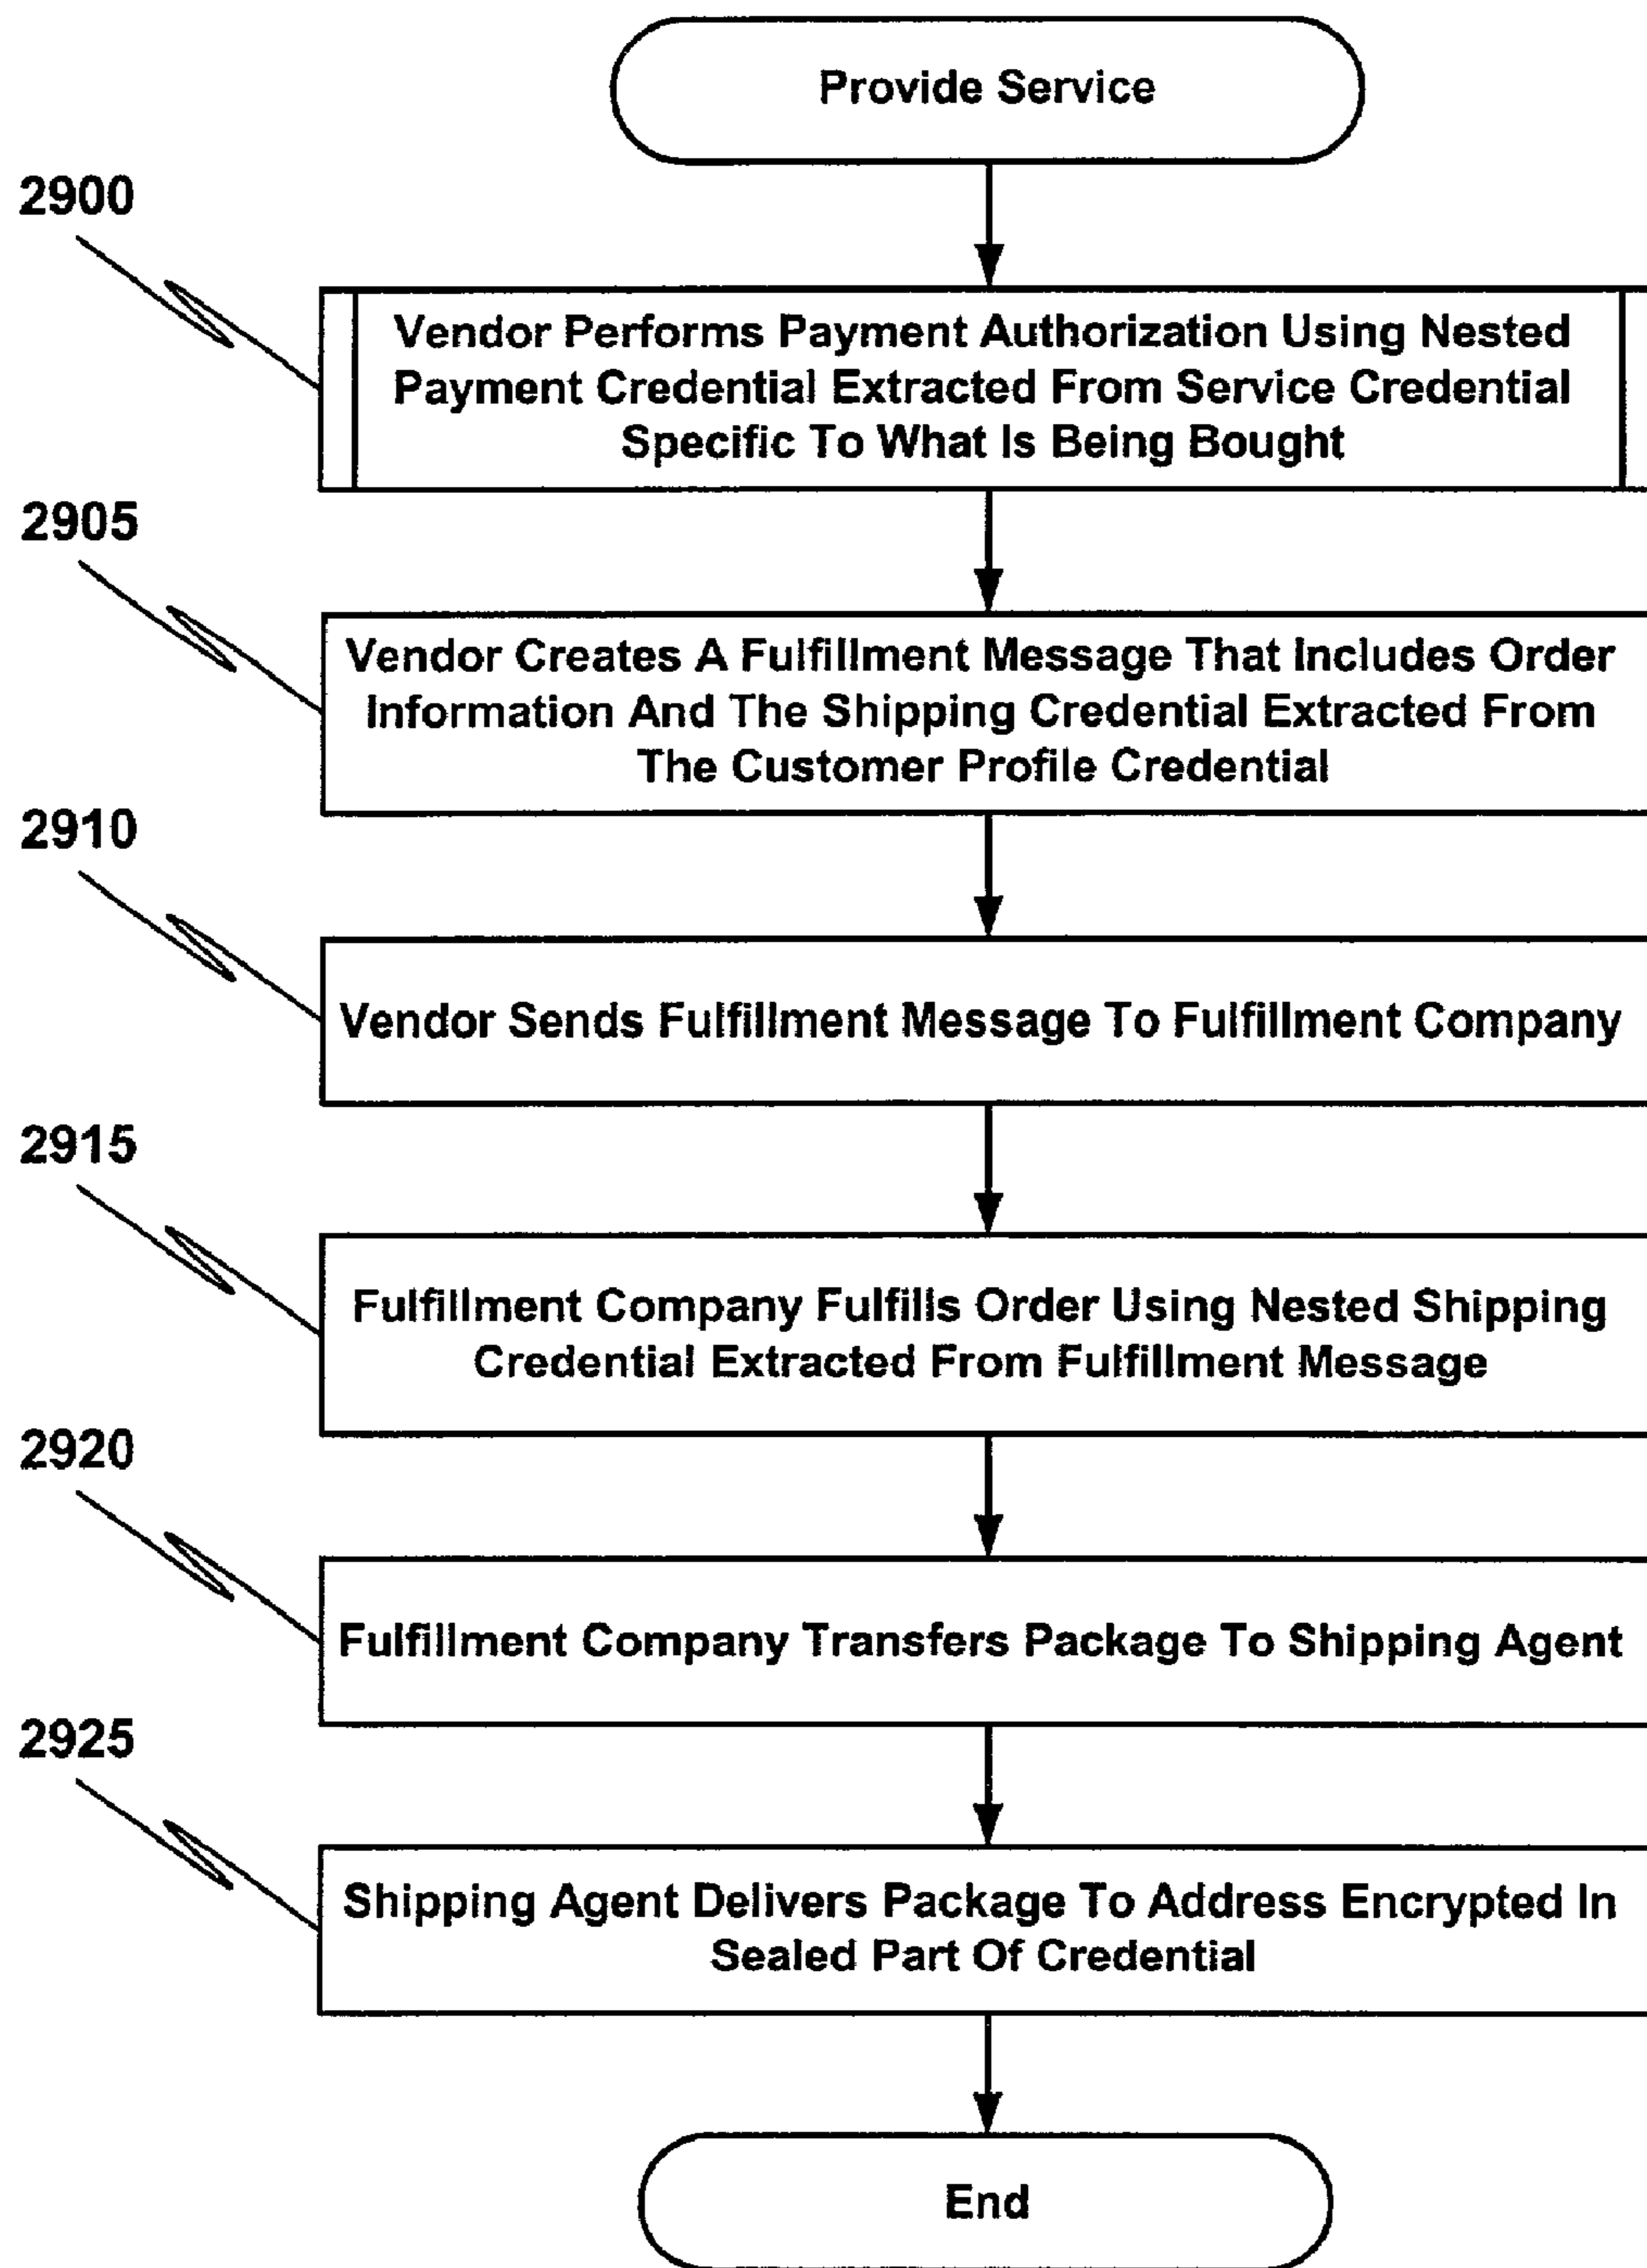 Provide Service
2900
Vendor Performs Payment Authorization Using Nested
Payment Credential Extracted From Service Credential
Specific To What Is Being Bought
2905
Vendor Creates A Fulfillment Message That Includes Order
Information And The Shipping Credential Extracted From
The Customer Profile Credential
2910
Vendor Sends Fulfillment Message To Fulfillment Company
2915
Fulfillment Company Fulfills Order Using Nested Shipping
Credential Extracted From Fulfillment Message
2920
Fulfillment Company Transfers Package To Shipping Agent
2925
Shipping Agent Delivers Package To Address Encrypted In
Sealed Part Of Credential
End